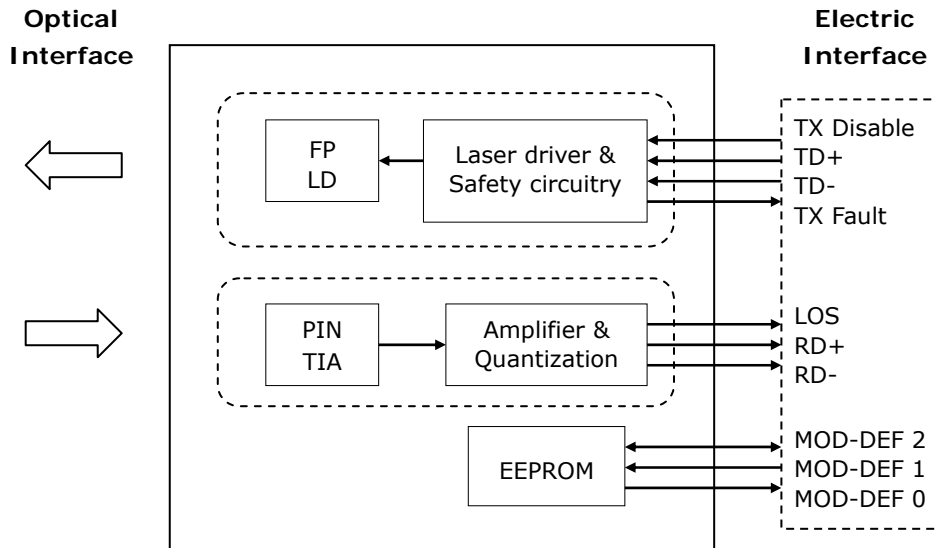 Optical
Interface
Electric
Interface
FP
LD
Laser driver &
Safety circuitry
TX Disable
TD+
TD-
TX Fault
PIN
TIA
Amplifier &
Quantization
LOS
RD+
RD-
EEPROM
MOD-DEF 2
MOD-DEF 1
MOD-DEF 0